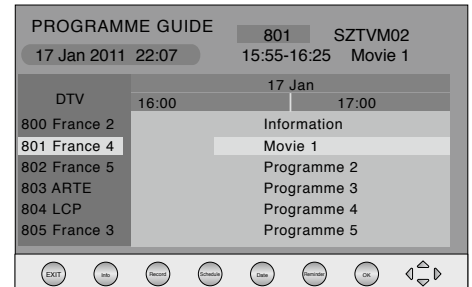 PROGRAMME GUIDE 801 SZTVM02
17 Jan 2011 22:07 15:55-16:25 Movie 1
17 Jan
DTV 16:00 17:00
800 France 2 Information
801 France 4 Movie 1
802 France 5 Programme 2
803 ARTE Programme 3
804 LCP Programme 4
805 France 3 Programme 5
EXIT Info Record Schedule Date Reminder OK